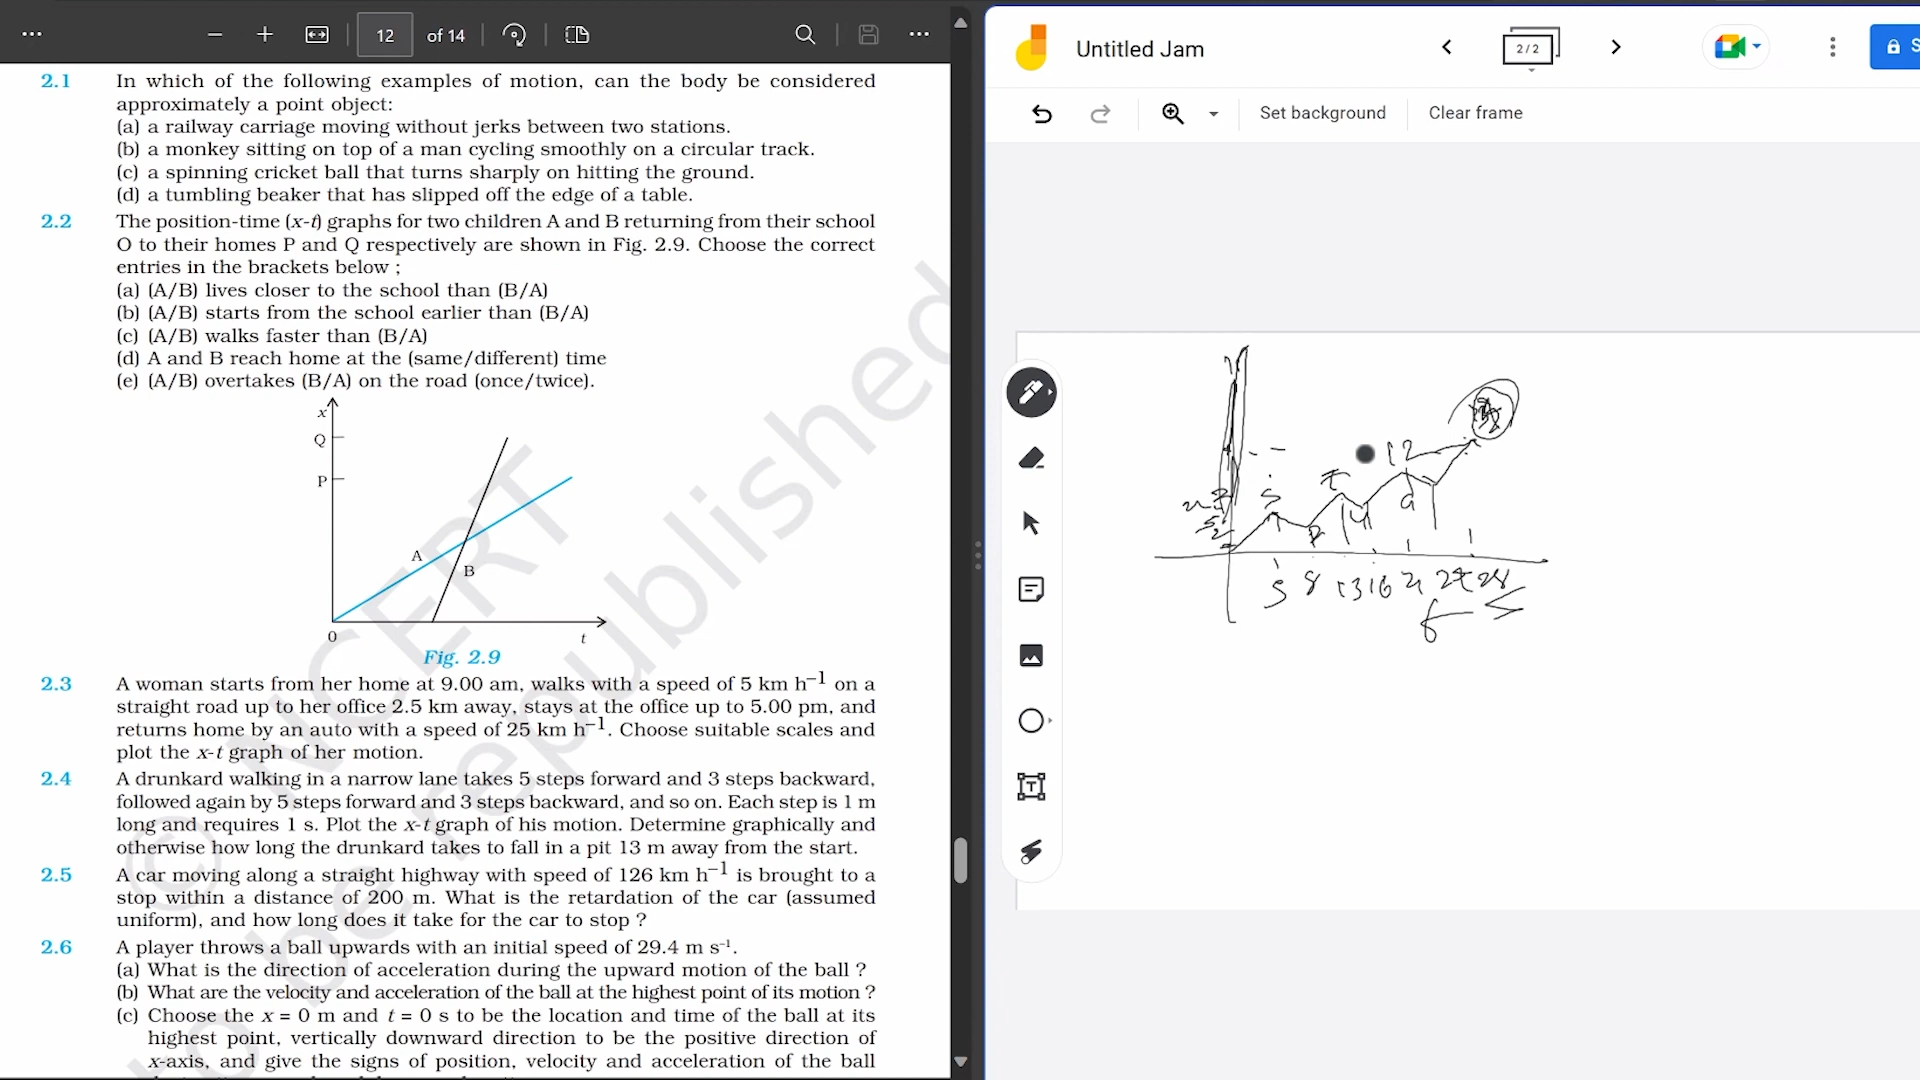 12 of 14
2.1 In which of the following examples of motion, can the body be considered
approximately a point object:
(a) a railway carriage moving without jerks between two stations.
(b) a monkey sitting on top of a man cycling smoothly on a circular track.
(c) a spinning cricket ball that turns sharply on hitting the ground.
(d) a tumbling beaker that has slipped off the edge of a table.
2.2 The position-time (x-t) graphs for two children A and B returning from their school
O to their homes P and Q respectively are shown in Fig. 2.9. Choose the correct
entries in the brackets below ;
(a) (A/B) lives closer to the school than (B/A)
(b) (A/B) starts from the school earlier than (B/A)
(c) (A/B) walks faster than (B/A)
(d) A and B reach home at the (same/different) time
(e) (A/B) overtakes (B/A) on the road (once/twice).
x
Q
P
A
B
0
t
Fig. 2.9
2.3 A woman starts from her home at 9.00 am, walks with a speed of 5 km h⁻¹ on a
straight road up to her office 2.5 km away, stays at the office up to 5.00 pm, and
returns home by an auto with a speed of 25 km h⁻¹. Choose suitable scales and
plot the x-t graph of her motion.
2.4 A drunkard walking in a narrow lane takes 5 steps forward and 3 steps backward,
followed again by 5 steps forward and 3 steps backward, and so on. Each step is 1 m
long and requires 1 s. Plot the x-t graph of his motion. Determine graphically and
otherwise how long the drunkard takes to fall in a pit 13 m away from the start.
2.5 A car moving along a straight highway with speed of 126 km h⁻¹ is brought to a
stop within a distance of 200 m. What is the retardation of the car (assumed
uniform), and how long does it take for the car to stop ?
2.6 A player throws a ball upwards with an initial speed of 29.4 m s⁻¹.
(a) What is the direction of acceleration during the upward motion of the ball ?
(b) What are the velocity and acceleration of the ball at the highest point of its motion ?
(c) Choose the x = 0 m and t = 0 s to be the location and time of the ball at its
highest point, vertically downward direction to be the positive direction of
x-axis, and give the signs of position, velocity and acceleration of the ball
© NCERT
to be republished
Untitled Jam
2/2
Set background
Clear frame
12
5
9
5 8 13 16 21 24 28